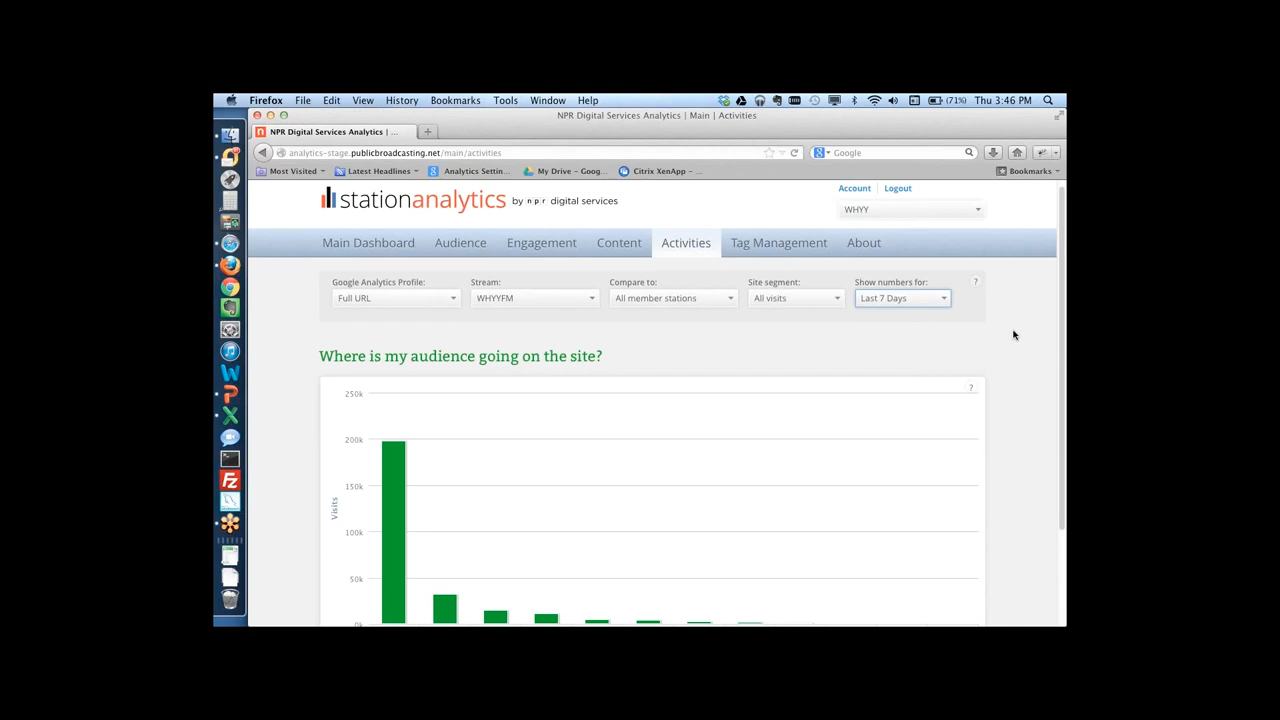 Firefox File Edit View History Bookmarks Tools Window Help (71%) Thu 3:46 PM
NPR Digital Services Analytics | Main | Activities
NPR Digital Services Analytics | ...
analytics-stage.publicbroadcasting.net/main/activities Google
Most Visited Latest Headlines Analytics Settin... My Drive - Goog... Citrix XenApp - ... Bookmarks
Account Logout
stationanalytics by npr digital services
WHYY
Main Dashboard Audience Engagement Content Activities Tag Management About
Google Analytics Profile: Stream: Compare to: Site segment: Show numbers for: ?
Full URL WHYYFM All member stations All visits Last 7 Days
Where is my audience going on the site?
?
250k
200k
150k
Visits
100k
50k
0k